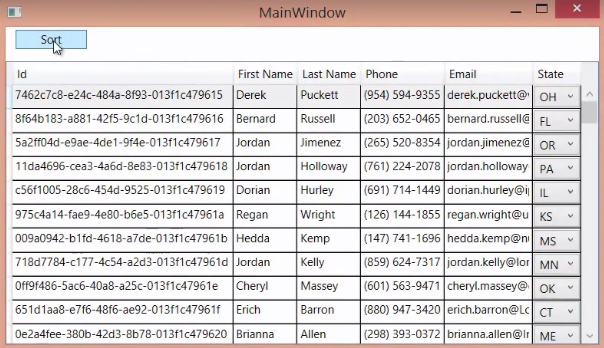 MainWindow
Sort
Id First Name Last Name Phone Email State
7462c7c8-e24c-484a-8f93-013f1c479615 Derek Puckett (954) 594-9355 derek.puckett@ OH
8f64b183-a881-42f5-9c1d-013f1c479616 Bernard Russell (203) 652-0465 bernard.russell@ FL
5a2ff04d-e9ae-4de1-9f4e-013f1c479617 Jordan Jimenez (265) 520-8354 jordan.jimenez@ OR
11da4696-cea3-4a6d-8e83-013f1c479618 Jordan Holloway (761) 224-2078 jordan.holloway PA
c56f1005-28c6-454d-9525-013f1c479619 Dorian Hurley (691) 714-1449 dorian.hurley@i IL
975c4a14-fae9-4e80-b6e5-013f1c47961a Regan Wright (126) 144-1855 regan.wright@u KS
009a0942-b1fd-4618-a7de-013f1c47961b Hedda Kemp (147) 741-1696 hedda.kemp@n MS
718d7784-c177-4c54-a2d3-013f1c47961d Jordan Kelly (859) 624-7317 jordan.kelly@lor MN
0ff9f486-5ac6-40a8-a25c-013f1c47961e Cheryl Massey (601) 563-9471 cheryl.massey@ OK
651d1aa8-e7f6-48f6-ae92-013f1c47961f Erich Barron (880) 947-3420 erich.barron@Lo CT
0e2a4fee-380b-42d3-8b78-013f1c479620 Brianna Allen (298) 393-0372 brianna.allen@In ME